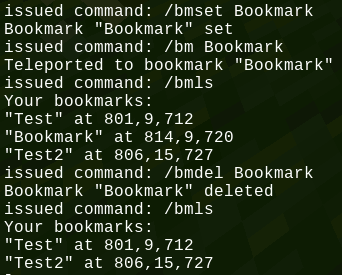 issued command: /bmset Bookmark
Bookmark "Bookmark" set
issued command: /bm Bookmark
Teleported to bookmark "Bookmark"
issued command: /bmls
Your bookmarks:
"Test" at 801,9,712
"Bookmark" at 814,9,720
"Test2" at 806,15,727
issued command: /bmdel Bookmark
Bookmark "Bookmark" deleted
issued command: /bmls
Your bookmarks:
"Test" at 801,9,712
"Test2" at 806,15,727